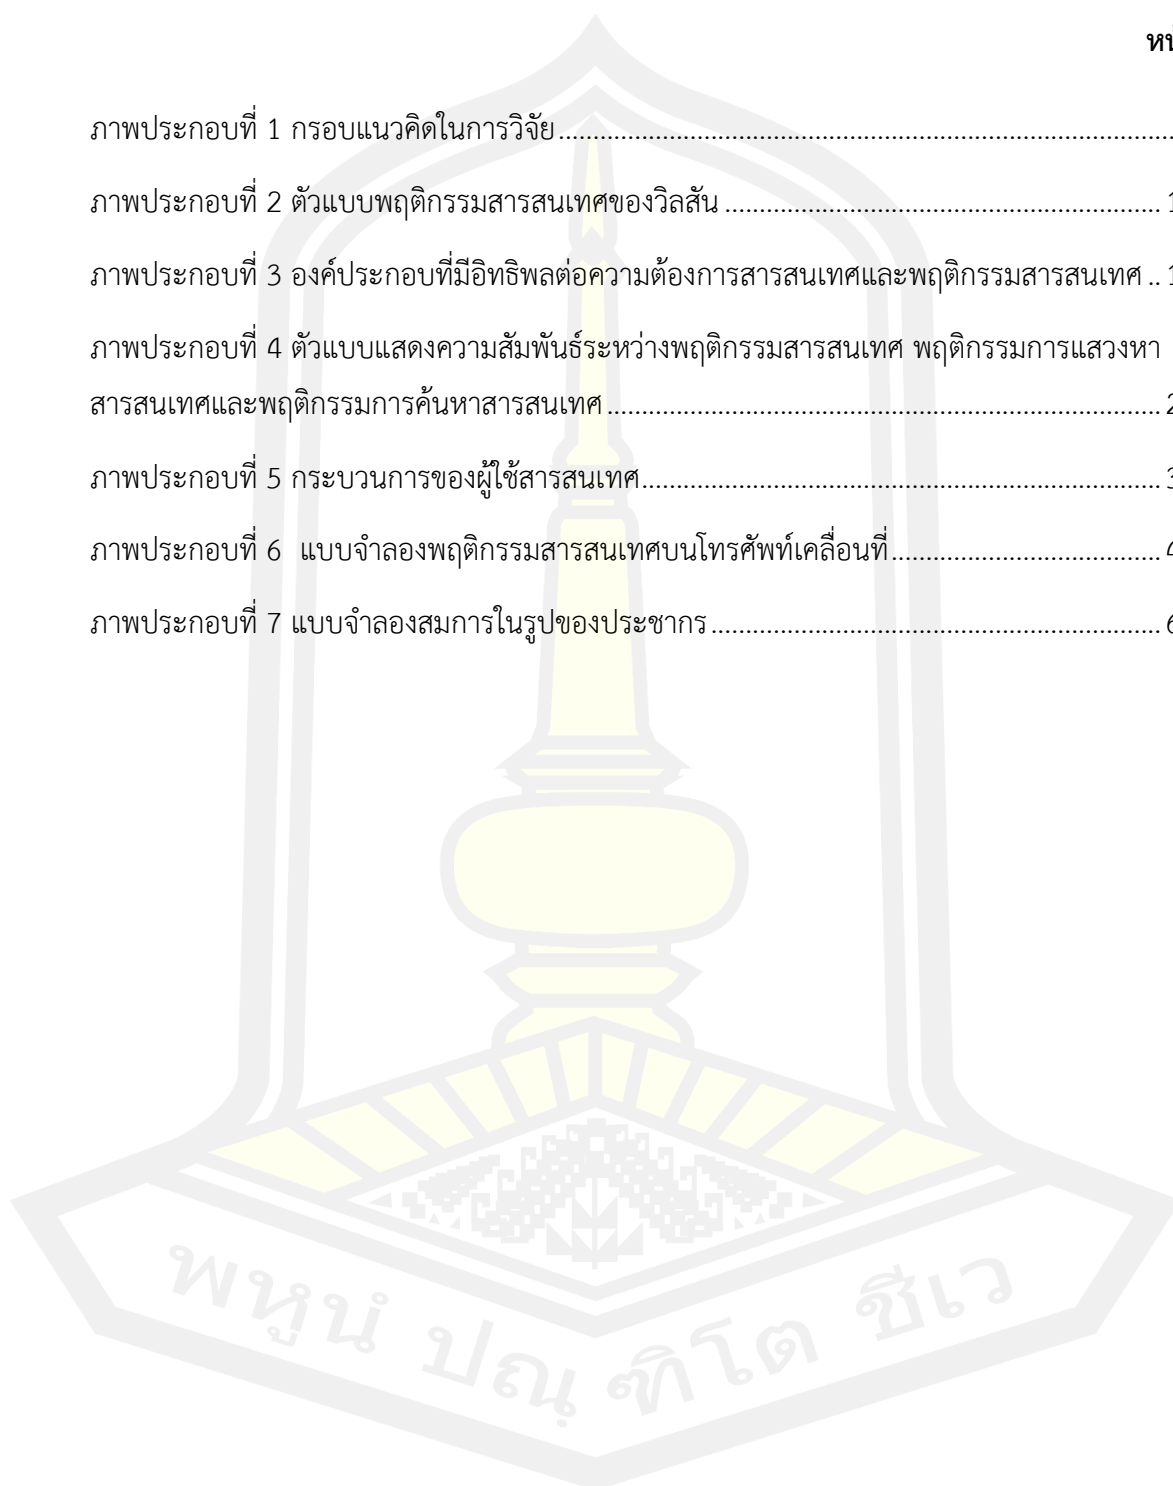 ภาพประกอบที่ 1 กรอบแนวคิดในการวิจัย
ภาพประกอบที่ 2 ตัวแบบพฤติกรรมสารสนเทศของวิลสัน
ภาพประกอบที่ 3 องค์ประกอบที่มีอิทธิพลต่อความต้องการสารสนเทศและพฤติกรรมสารสนเทศ
ภาพประกอบที่ 4 ตัวแบบแสดงความสัมพันธ์ระหว่างพฤติกรรมสารสนเทศ พฤติกรรมการแสวงหา
สารสนเทศและพฤติกรรมการค้นหาสารสนเทศ
ภาพประกอบที่ 5 กระบวนการของผู้ใช้สารสนเทศ
ภาพประกอบที่ 6 แบบจำลองพฤติกรรมสารสนเทศบนโทรศัพท์เคลื่อนที่
ภาพประกอบที่ 7 แบบจำลองสมการในรูปของประชากร
พหูนํ ปณฺฑิโต ชีเว